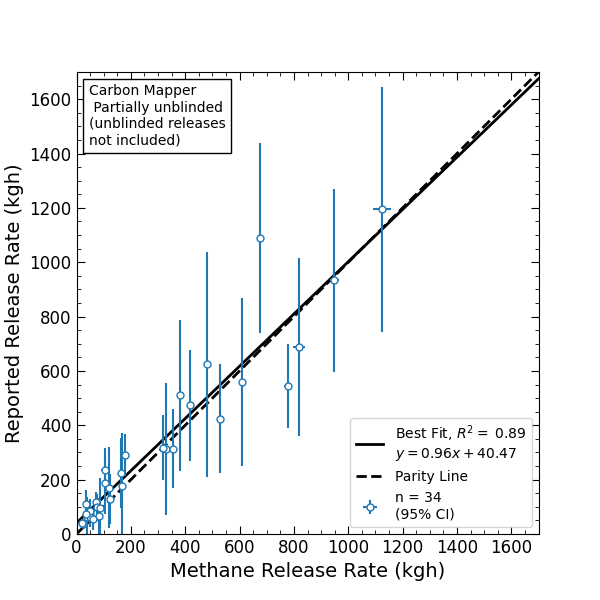 Carbon Mapper
Partially unblinded
(unblinded releases
not included)
Reported Release Rate (kgh)
1600
1400
1200
1000
800
600
400
200
0
Best Fit, R² = 0.89
y = 0.96x + 40.47
Parity Line
n = 34
(95% CI)
0 200 400 600 800 1000 1200 1400 1600
Methane Release Rate (kgh)